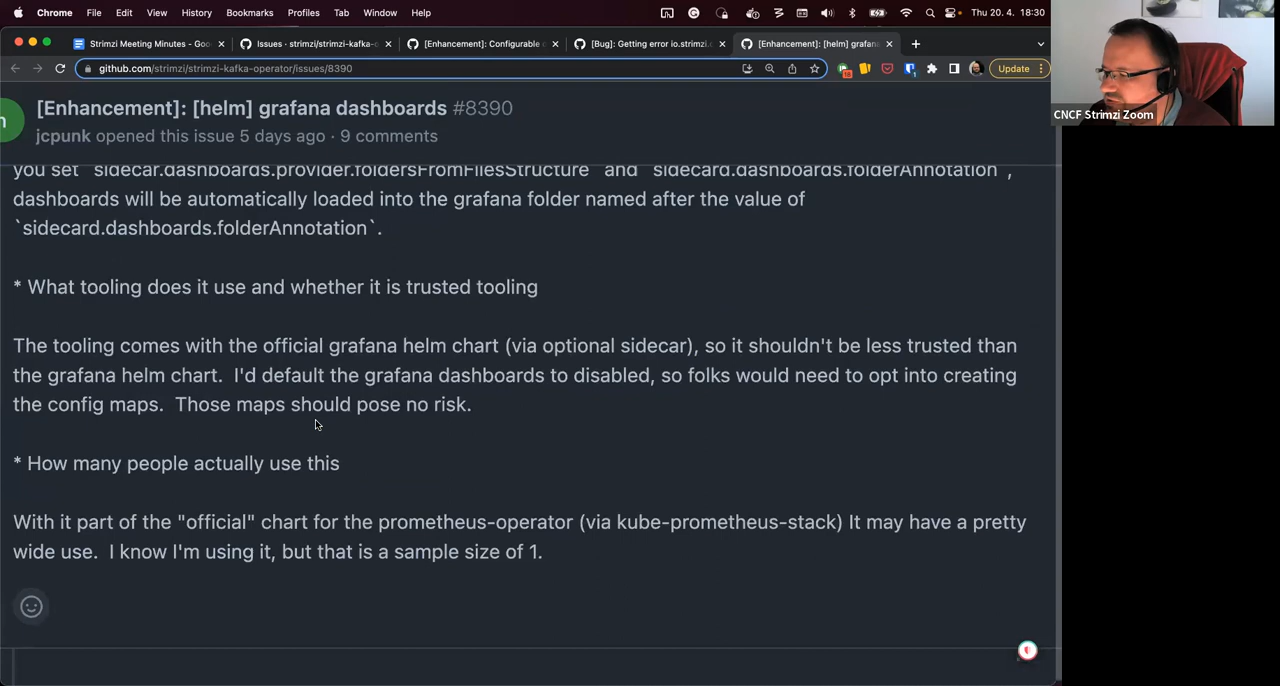 Chrome File Edit View History Bookmarks Profiles Tab Window Help Thu 20. 4. 18:30
Strimzi Meeting Minutes - Goo
Issues · strimzi/strimzi-kafka-o
[Enhancement]: Configurable c
[Bug]: Getting error io.strimzi.c
[Enhancement]: [helm] grafana
github.com/strimzi/strimzi-kafka-operator/issues/8390
18
Update
CNCF Strimzi Zoom
n
[Enhancement]: [helm] grafana dashboards #8390
jcpunk opened this issue 5 days ago · 9 comments
you set `sidecar.dashboards.provider.foldersFromFilesStructure` and `sidecard.dashboards.folderAnnotation`,
dashboards will be automatically loaded into the grafana folder named after the value of
`sidecard.dashboards.folderAnnotation`.
* What tooling does it use and whether it is trusted tooling
The tooling comes with the official grafana helm chart (via optional sidecar), so it shouldn't be less trusted than
the grafana helm chart. I'd default the grafana dashboards to disabled, so folks would need to opt into creating
the config maps. Those maps should pose no risk.
* How many people actually use this
With it part of the "official" chart for the prometheus-operator (via kube-prometheus-stack) It may have a pretty
wide use. I know I'm using it, but that is a sample size of 1.